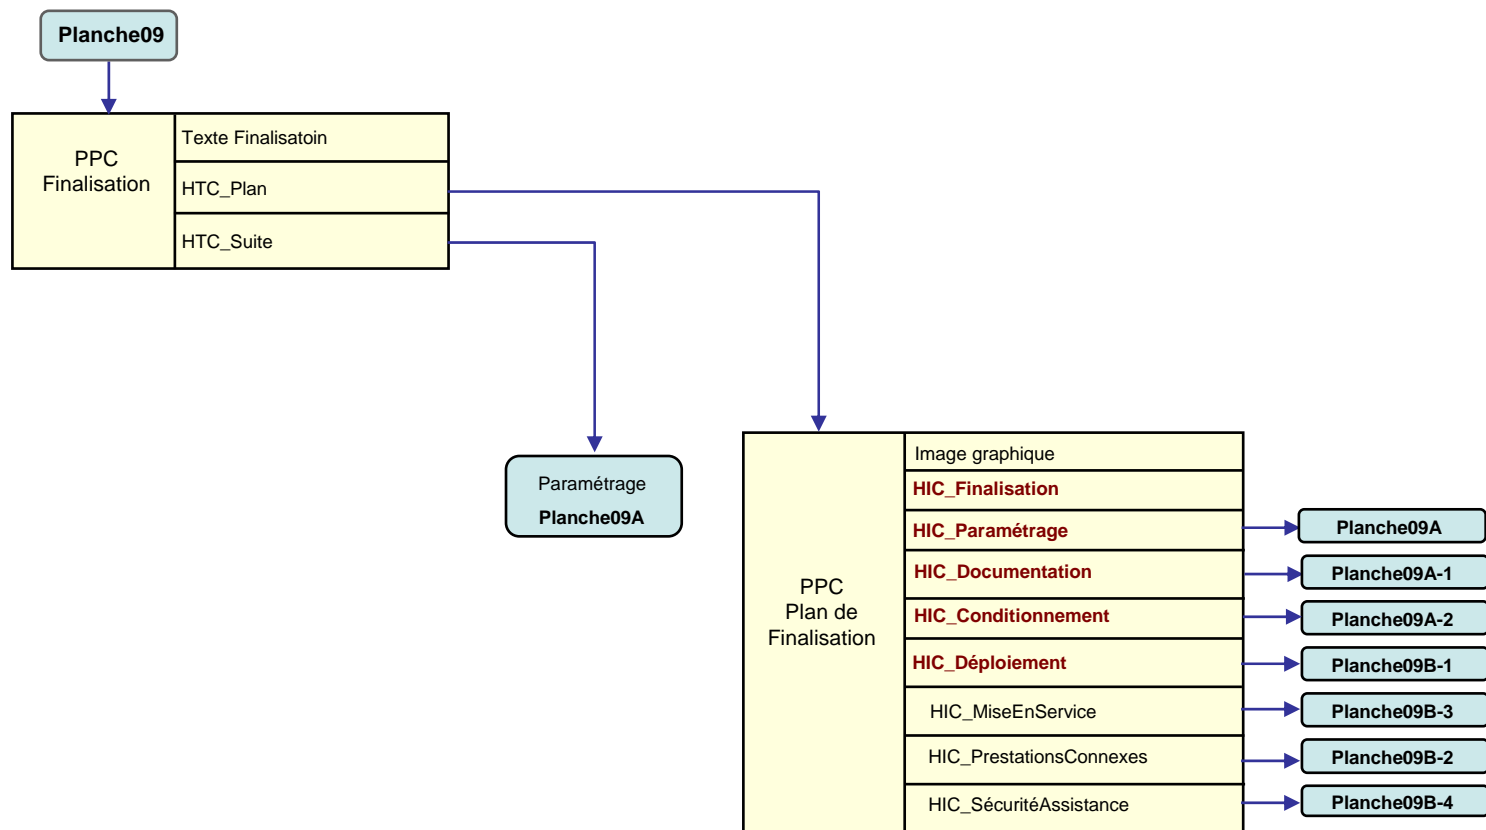 Planche09
PPC
Finalisation
Texte Finalisatoin
HTC_Plan
HTC_Suite
Paramétrage
Planche09A
PPC
Plan de
Finalisation
Image graphique
HIC_Finalisation
HIC_Paramétrage
Planche09A
HIC_Documentation
Planche09A-1
HIC_Conditionnement
Planche09A-2
HIC_Déploiement
Planche09B-1
HIC_MiseEnService
Planche09B-3
HIC_PrestationsConnexes
Planche09B-2
HIC_SécuritéAssistance
Planche09B-4